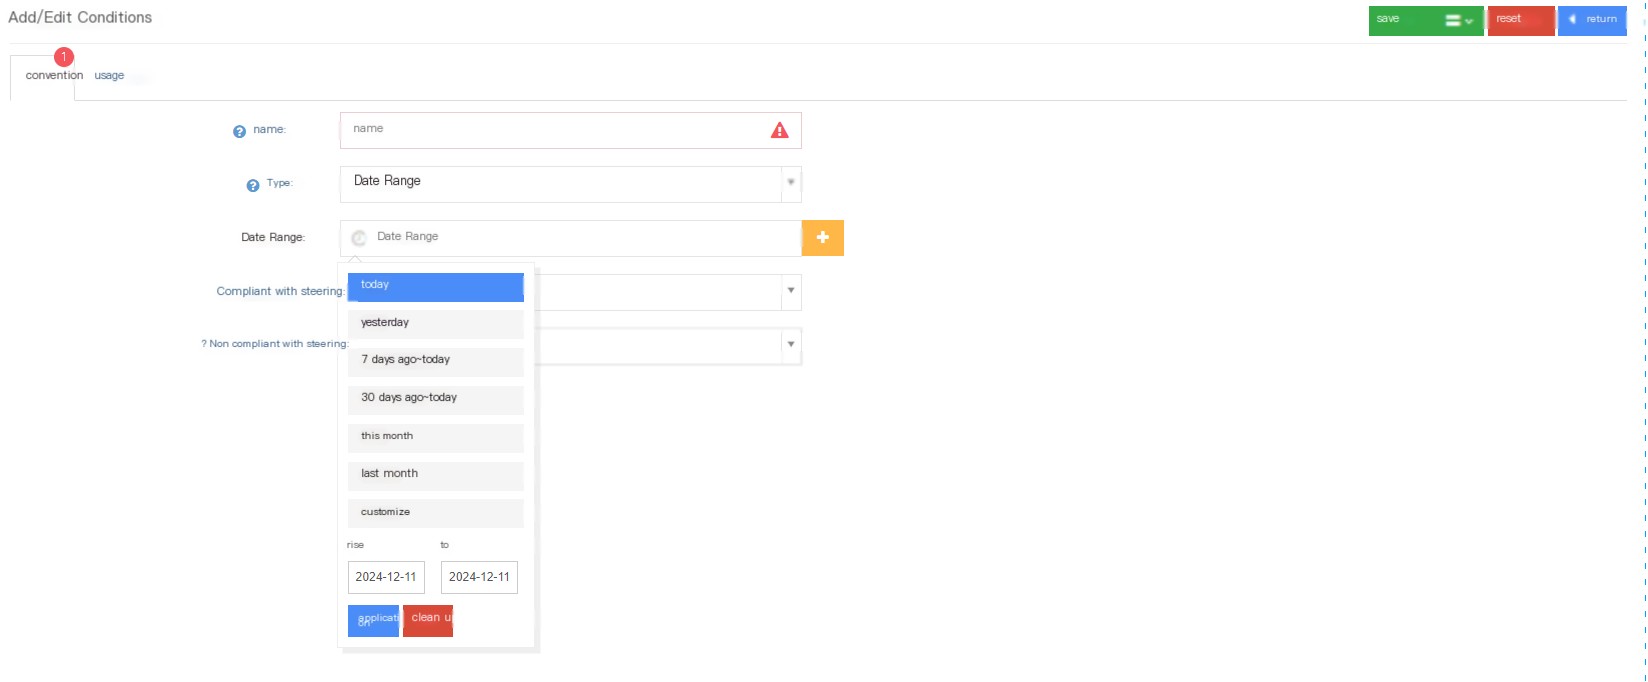 Add/Edit Conditions
save
reset
return
1
convention
usage
name:
name
Type:
Date Range
Date Range:
Date Range
Compliant with steering:
? Non compliant with steering:
today
yesterday
7 days ago~today
30 days ago~today
this month
last month
customize
rise
to
2024-12-11
2024-12-11
applicati
on
clean u